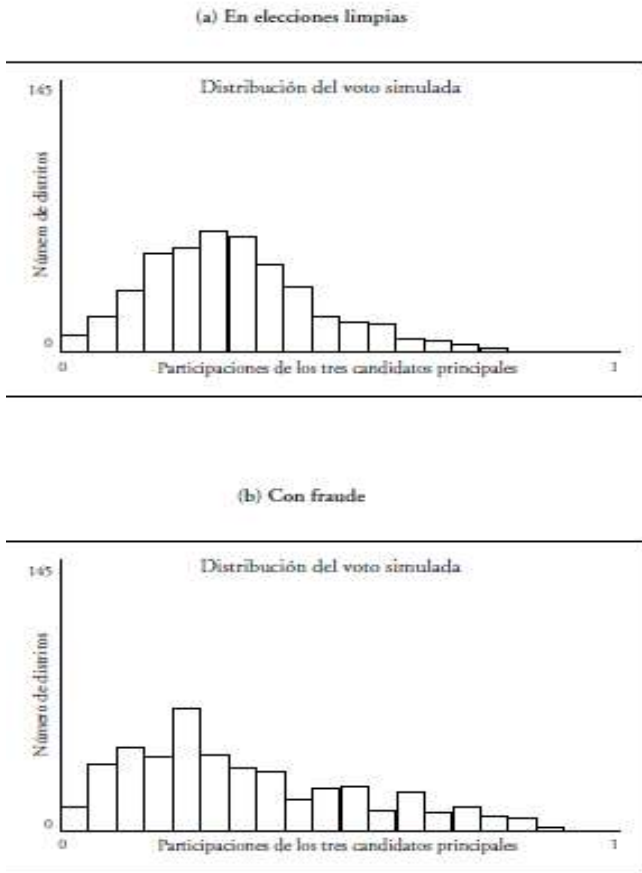 (a) En elecciones limpias
Distribución del voto simulada
145
Número de distritos
0
0 Participaciones de los tres candidatos principales 1
(b) Con fraude
Distribución del voto simulada
145
Número de distritos
0
0 Participaciones de los tres candidatos principales 1